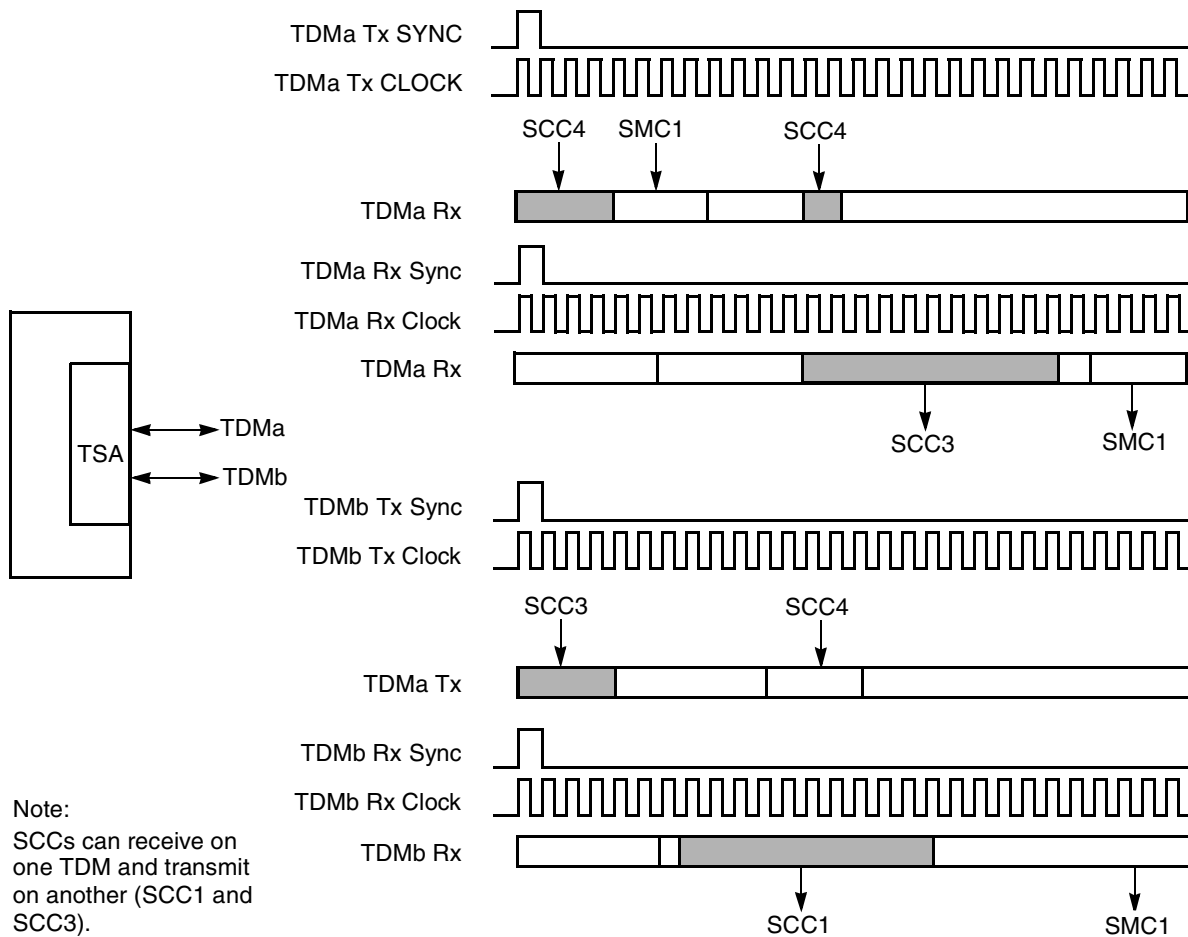 TDMa Tx SYNC
TDMa Tx CLOCK
SCC4
SMC1
SCC4
TDMa Rx
TDMa Rx Sync
TDMa Rx Clock
TDMa Rx
SCC3
SMC1
TSA
TDMa
TDMb
TDMb Tx Sync
TDMb Tx Clock
SCC3
SCC4
TDMa Tx
TDMb Rx Sync
TDMb Rx Clock
TDMb Rx
SCC1
SMC1
Note:
SCCs can receive on
one TDM and transmit
on another (SCC1 and
SCC3).